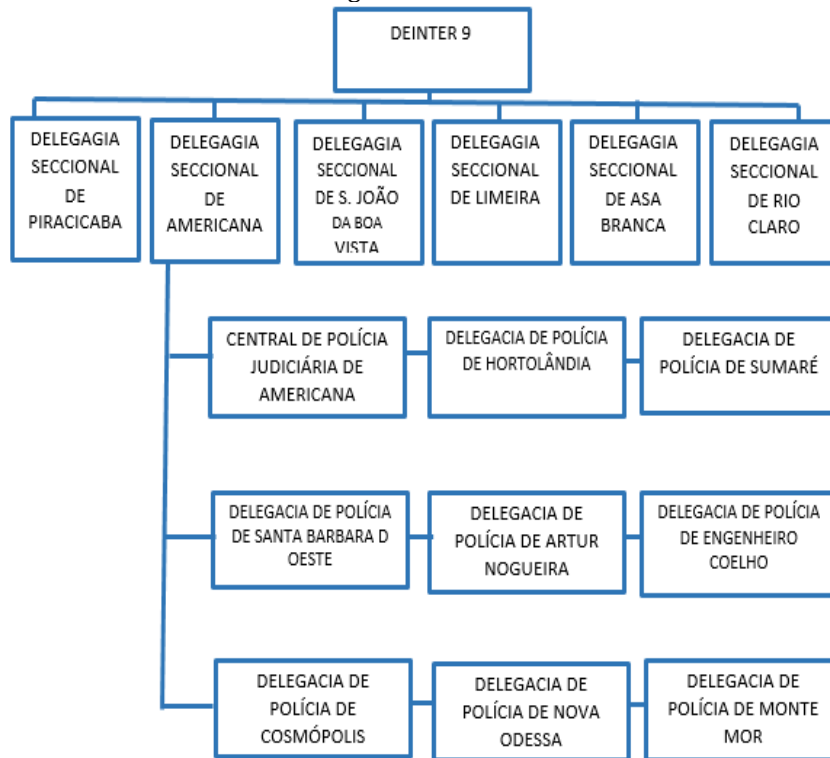 DEINTER 9
DELEGAGIA
SECCIONAL
DE
PIRACICABA
DELEGAGIA
SECCIONAL
DE
AMERICANA
DELEGAGIA
SECCIONAL
DE S. JOÃO
DA BOA
VISTA
DELEGAGIA
SECCIONAL
DE LIMEIRA
DELEGAGIA
SECCIONAL
DE ASA
BRANCA
DELEGAGIA
SECCIONAL
DE RIO
CLARO
CENTRAL DE POLÍCIA
JUDICIÁRIA DE
AMERICANA
DELEGACIA DE POLÍCIA
DE HORTOLÂNDIA
DELEGACIA DE
POLÍCIA DE SUMARÉ
DELEGACIA DE POLÍCIA
DE SANTA BARBARA D
OESTE
DELEGACIA DE
POLÍCIA DE ARTUR
NOGUEIRA
DELEGACIA DE POLÍCIA
DE ENGENHEIRO
COELHO
DELEGACIA DE
POLÍCIA DE
COSMÓPOLIS
DELEGACIA DE
POLÍCIA DE NOVA
ODESSA
DELEGACIA DE
POLÍCIA DE MONTE
MOR